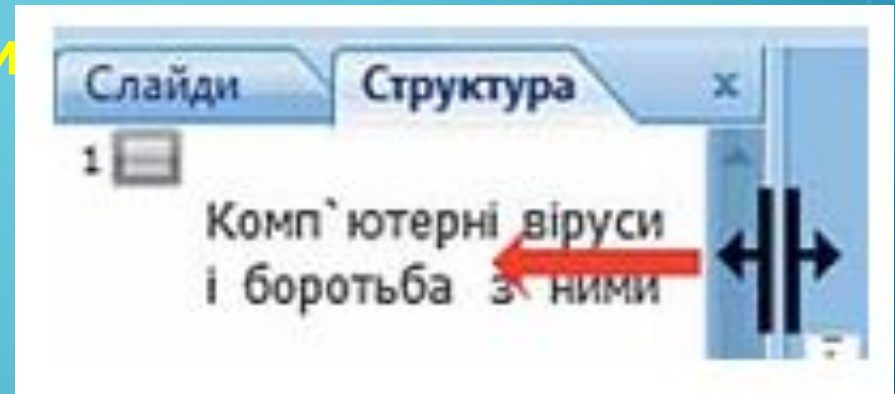 и
Слайди Структура x
1
Комп`ютерні віруси
і боротьба з ними